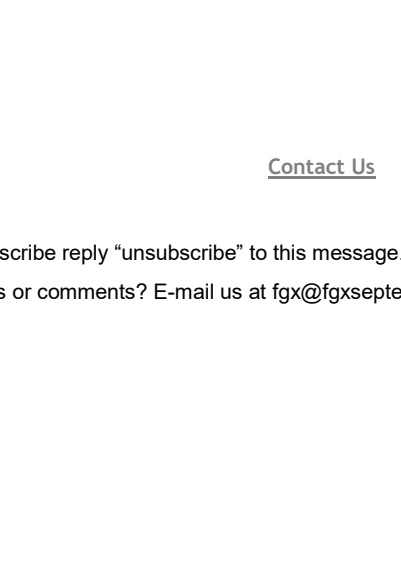 Contact Us
scribe reply “unsubscribe” to this message.
s or comments? E-mail us at fgx@fgxsepte